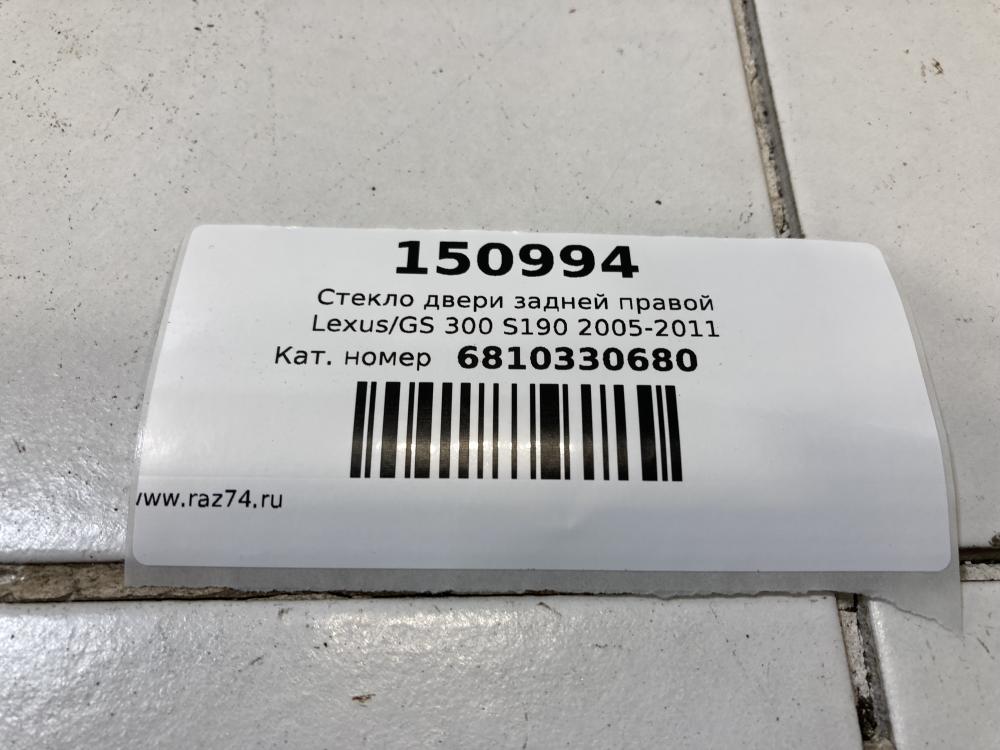 150994
Стекло двери задней правой
Lexus/GS 300 S190 2005-2011
Кат. номер 6810330680
www.raz74.ru